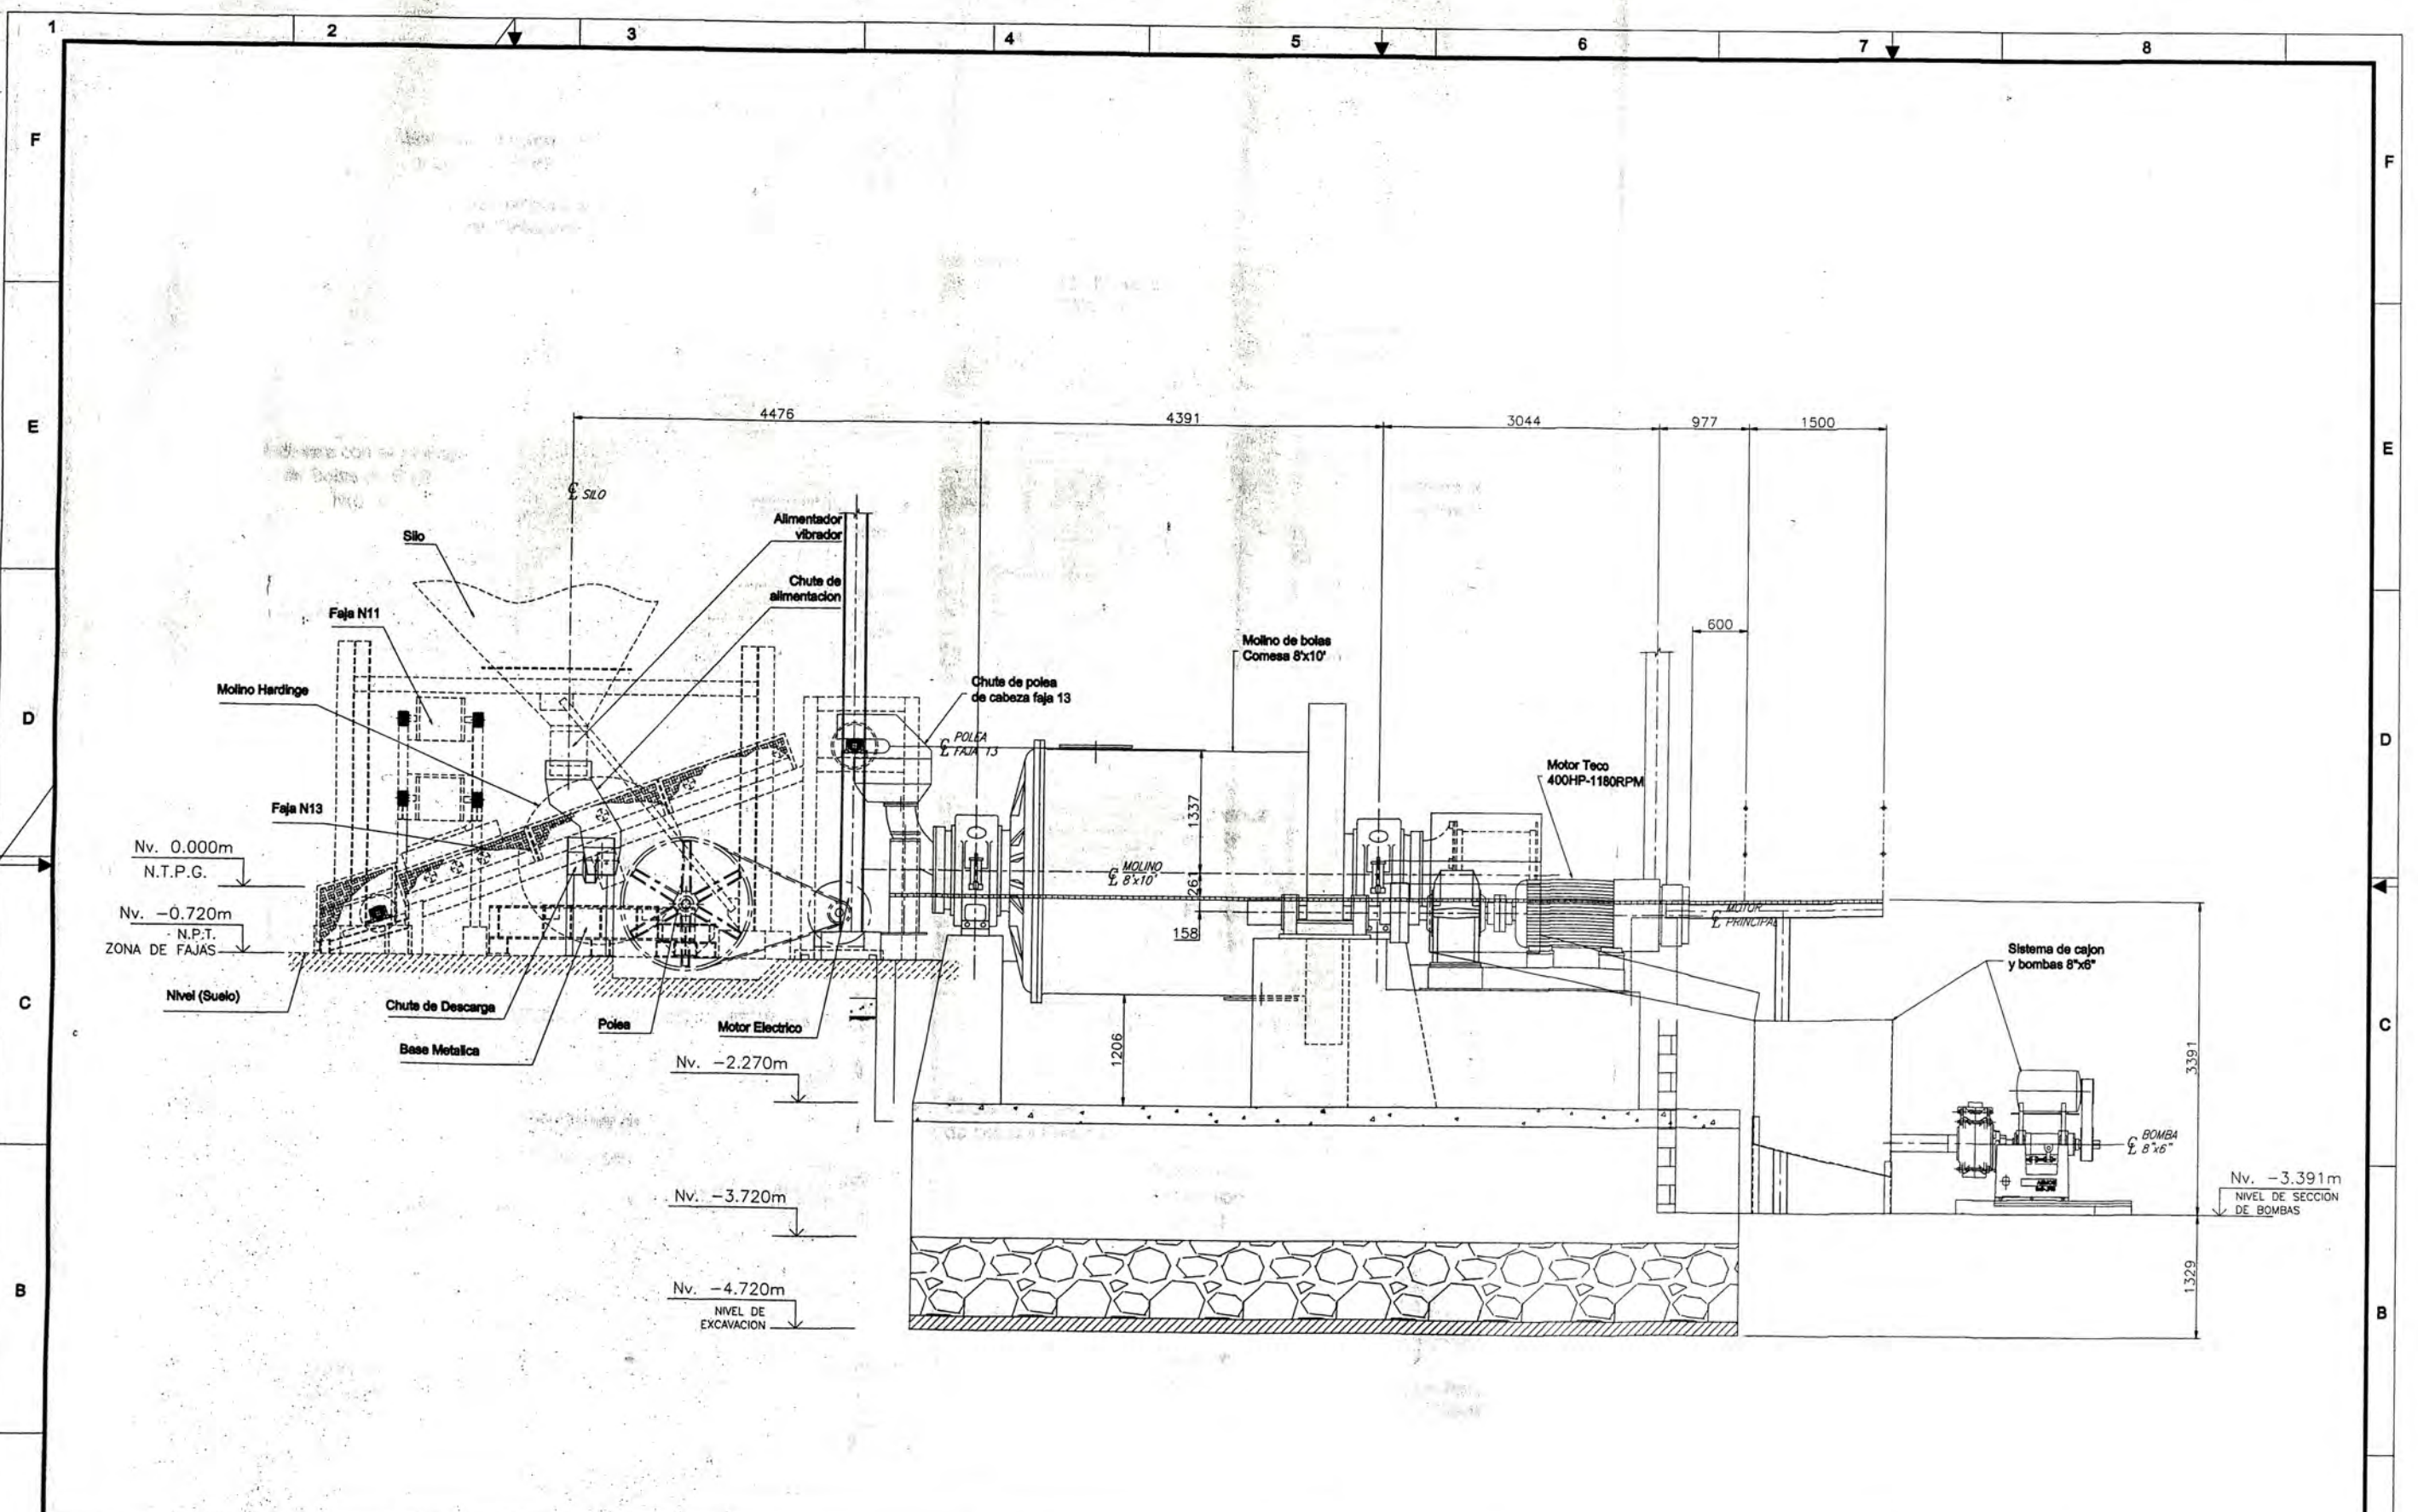 1 2 3 4 5 6 7 8
F
F
E
E
D
D
C
C
B
B
4476
4391
3044
977
1500
℄ SILO
Silo
Alimentador
vibrador
Chute de
alimentacion
Faja N11
600
Molino de bolas
Comesa 8'x10'
Molino Hardinge
Chute de polea
de cabeza faja 13
℄ POLEA
FAJA 13
Motor Teco
400HP-1180RPM
Faja N13
1337
Nv. 0.000m
N.T.P.G.
℄ MOLINO
8'x10'
261
Nv. -0.720m
N.P.T.
ZONA DE FAJAS
158
℄ MOTOR
PRINCIPAL
Sistema de cajon
y bombas 8"x6"
Nivel (Suelo)
Chute de Descarga
Polea
Motor Electrico
Base Metalica
1206
Nv. -2.270m
3391
℄ BOMBA
8"x6"
Nv. -3.720m
Nv. -3.391m
NIVEL DE SECCION
DE BOMBAS
Nv. -4.720m
NIVEL DE
EXCAVACION
1329